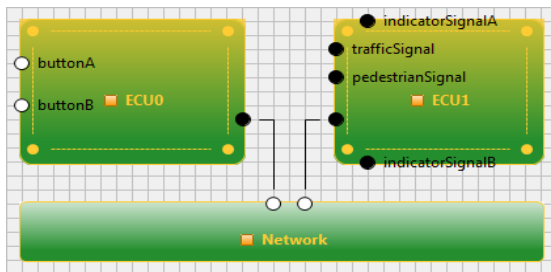 indicatorSignalA
trafficSignal
buttonA
pedestrianSignal
buttonB
ECU0
ECU1
indicatorSignalB
Network